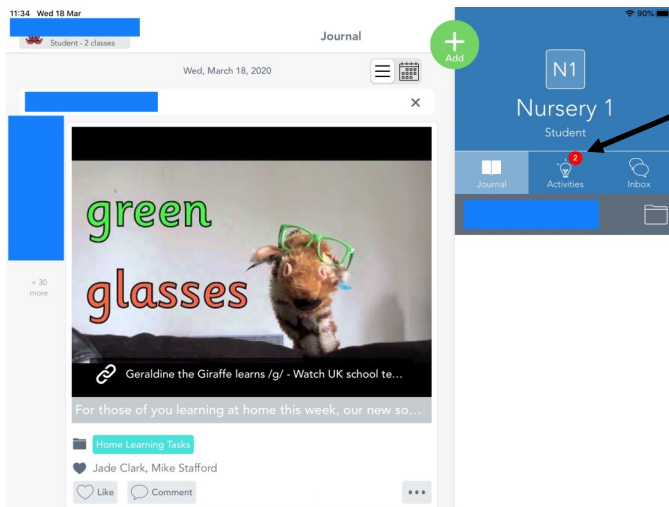 11:34 Wed 18 Mar
90%
Student - 2 classes
Journal
Add
Wed, March 18, 2020
N1
Nursery 1
Student
2
Journal
Activities
Inbox
green
glasses
+ 30
more
Geraldine the Giraffe learns /g/ - Watch UK school te...
For those of you learning at home this week, our new so...
Home Learning Tasks
Jade Clark, Mike Stafford
Like
Comment